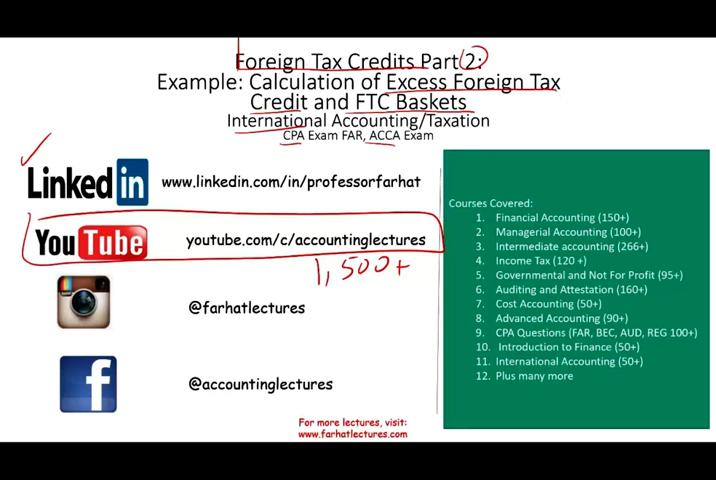 Foreign Tax Credits Part 2:
Example: Calculation of Excess Foreign Tax
Credit and FTC Baskets
International Accounting/Taxation
CPA Exam FAR, ACCA Exam
Linked in www.linkedin.com/in/professorfarhat
YouTube youtube.com/c/accountinglectures
1,500+
@farhatlectures
f @accountinglectures
For more lectures, visit:
www.farhatlectures.com
Courses Covered:
1. Financial Accounting (150+)
2. Managerial Accounting (100+)
3. Intermediate accounting (266+)
4. Income Tax (120 +)
5. Governmental and Not For Profit (95+)
6. Auditing and Attestation (160+)
7. Cost Accounting (50+)
8. Advanced Accounting (90+)
9. CPA Questions (FAR, BEC, AUD, REG 100+)
10. Introduction to Finance (50+)
11. International Accounting (50+)
12. Plus many more